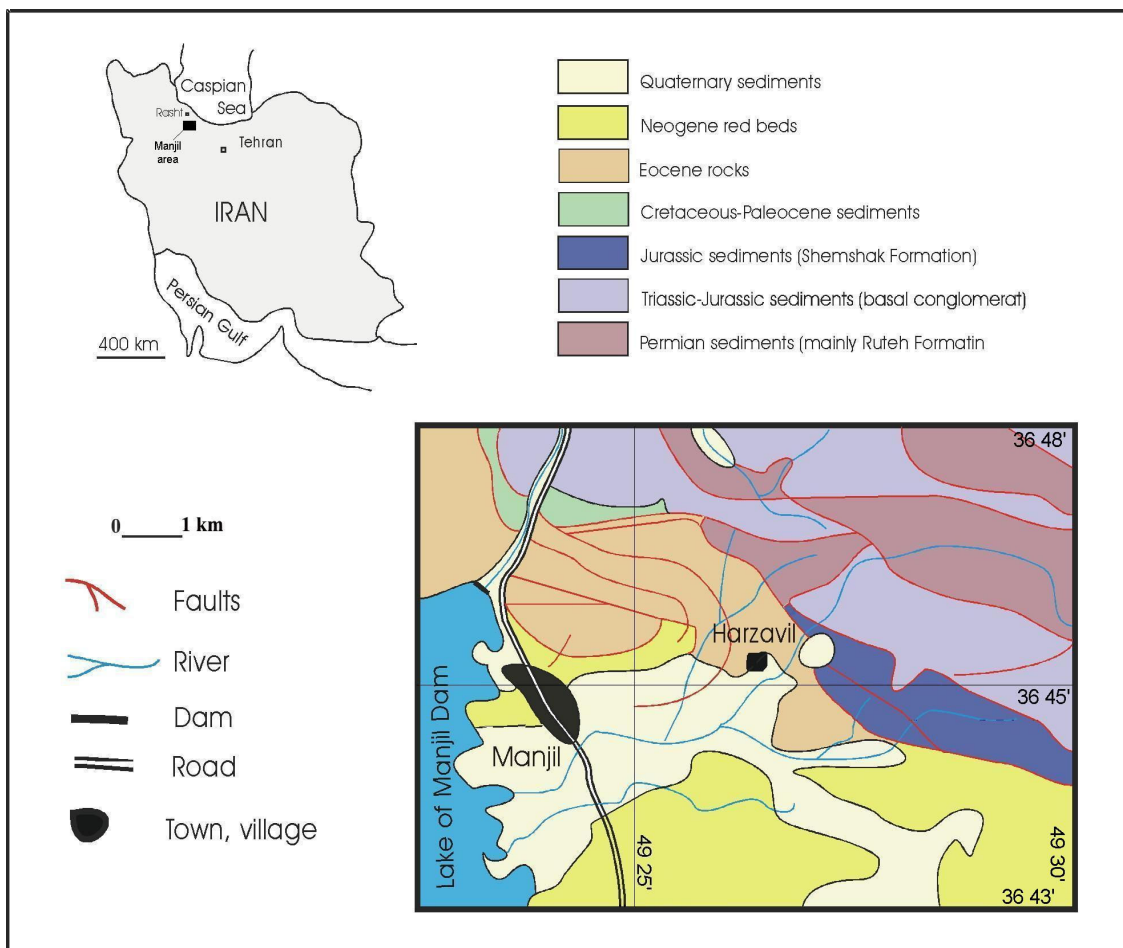 Caspian
Sea
Rasht
Manjil
area
Tehran
IRAN
Persian Gulf
400 km
Quaternary sediments
Neogene red beds
Eocene rocks
Cretaceous-Paleocene sediments
Jurassic sediments (Shemshak Formation)
Triassic-Jurassic sediments (basal conglomerat)
Permian sediments (mainly Ruteh Formatin
0 1 km
Faults
River
Dam
Road
Town, village
36 48'
Harzavil
36 45'
Manjil
Lake of Manjil Dam
49 25'
49 30'
36 43'